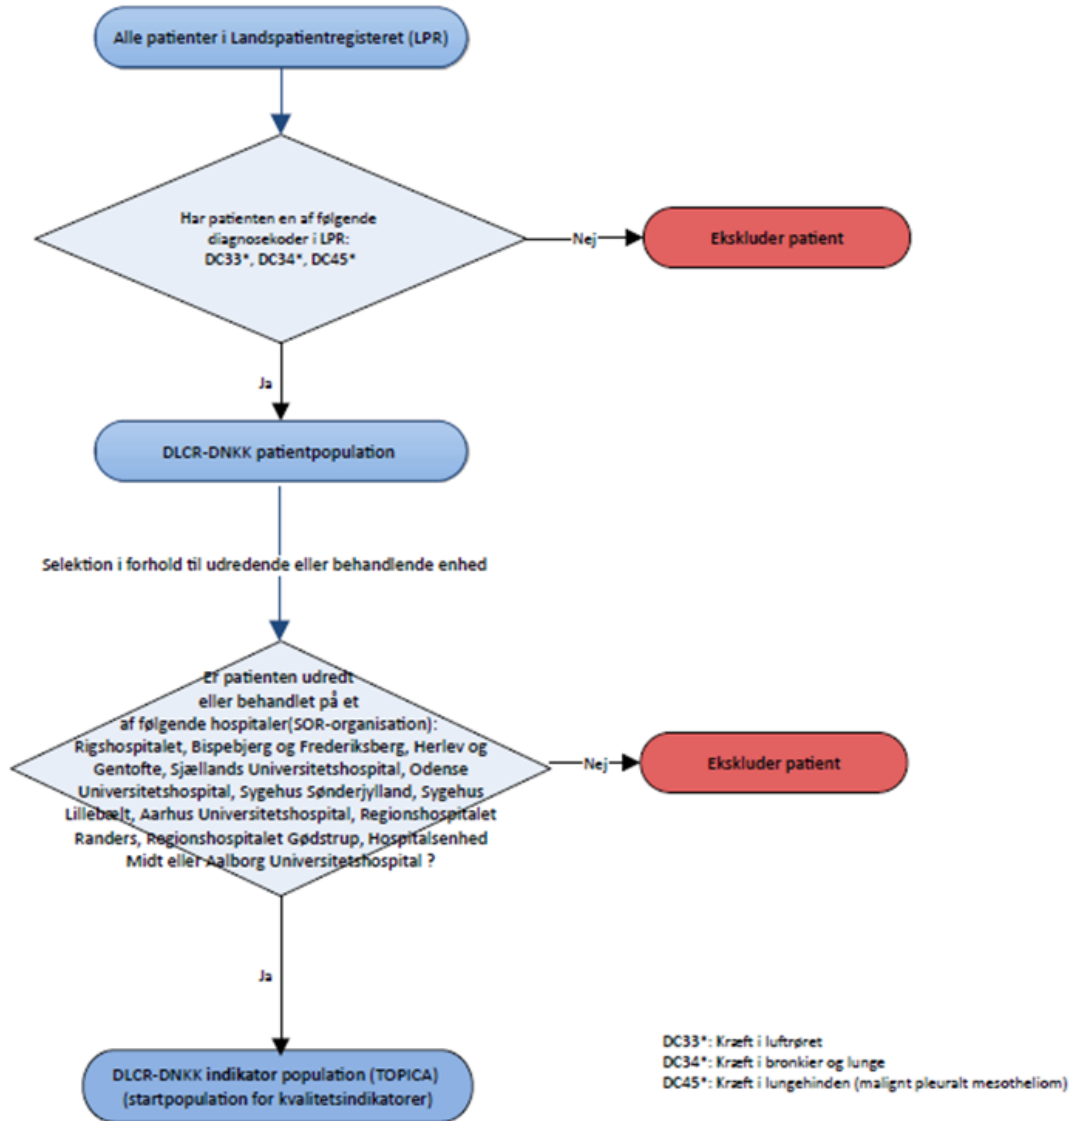 Alle patienter i Landspatientregisteret (LPR)
Har patienten en af følgende
diagnosekoder i LPR:
DC33*, DC34*, DC45*
Nej
Ekskluder patient
Ja
DLCR-DNKK patientpopulation
Selektion i forhold til udredende eller behandlende enhed
Er patienten udredt
eller behandlet på et
af følgende hospitaler(SOR-organisation):
Rigshospitalet, Bispebjerg og Frederiksberg, Herlev og
Gentofte, Sjællands Universitetshospital, Odense
Universitetshospital, Sygehus Sønderjylland, Sygehus
Lillebælt, Aarhus Universitetshospital, Regionshospitalet
Randers, Regionshospitalet Gødstrup, Hospitalsenhed
Midt eller Aalborg Universitetshospital ?
Nej
Ekskluder patient
Ja
DLCR-DNKK indikator population (TOPICA)
(startpopulation for kvalitetsindikatorer)
DC33*: Kræft i luftrøret
DC34*: Kræft i bronkier og lunge
DC45*: Kræft i lungehinden (malignt pleuralt mesotheliom)